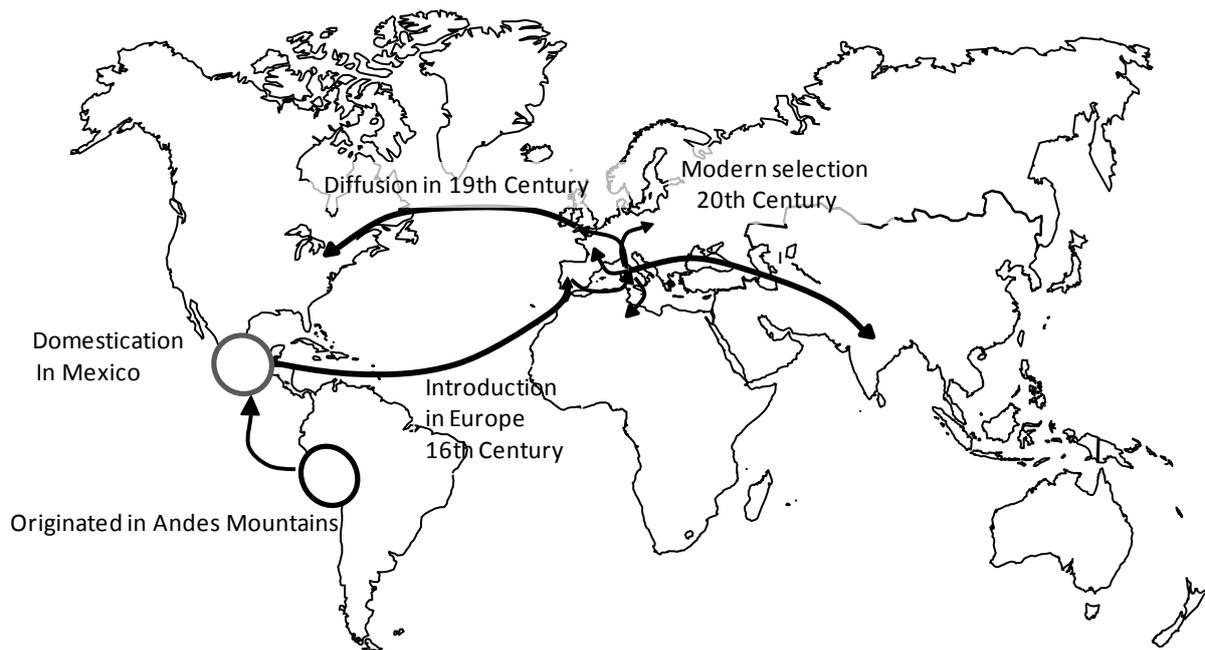 Diffusion in 19th Century
Modern selection
20th Century
Domestication
In Mexico
Introduction
in Europe
16th Century
Originated in Andes Mountains